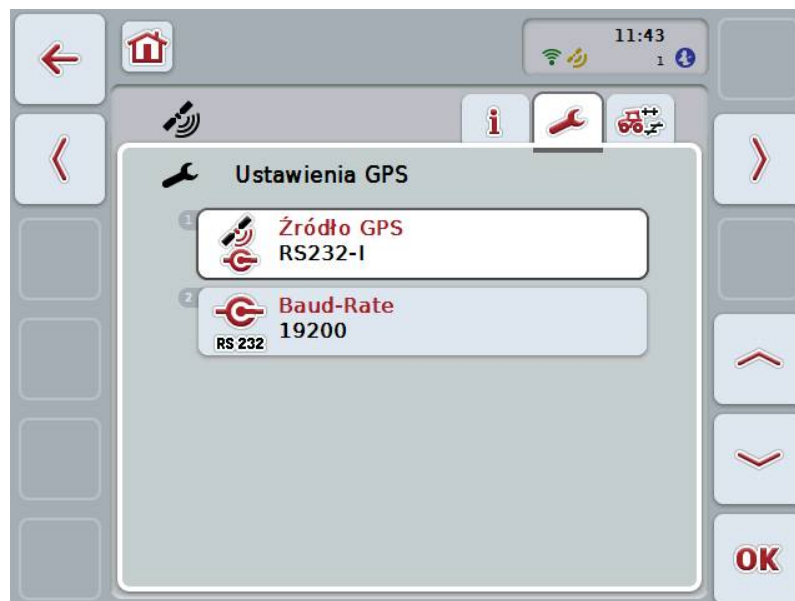 11:43
1
i
Ustawienia GPS
1
Źródło GPS
RS232-I
2
Baud-Rate
19200
RS 232
OK